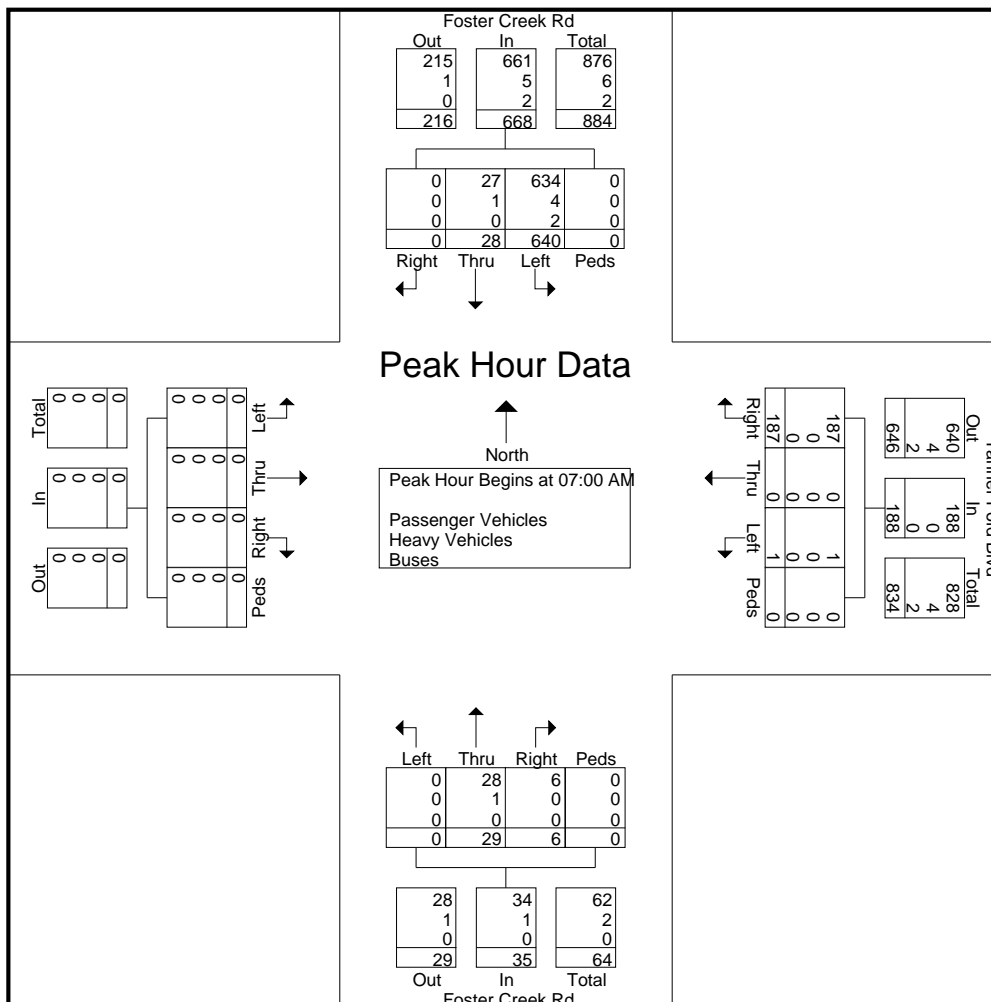 Foster Creek Rd
Out In Total
215 661 876
1 5 6
0 2 2
216 668 884
0 27 634 0
0 1 4 0
0 0 2 0
0 28 640 0
Right Thru Left Peds
Peak Hour Data
North
Peak Hour Begins at 07:00 AM
Passenger Vehicles
Heavy Vehicles
Buses
Total
0 0 0 0
In
0 0 0 0
Out
0 0 0 0
Left
0 0 0 0
Thru
0 0 0 0
Right
0 0 0 0
Peds
0 0 0 0
Right
187 0 0 187
Thru
0 0 0 0
Left
1 0 0 1
Peds
0 0 0 0
Out
640 4 2 646
In
188 0 0 188
Total
828 4 2 834
Left Thru Right Peds
0 28 6 0
0 1 0 0
0 0 0 0
0 29 6 0
28 34 62
1 1 2
0 0 0
29 35 64
Out In Total
Foster Creek Rd